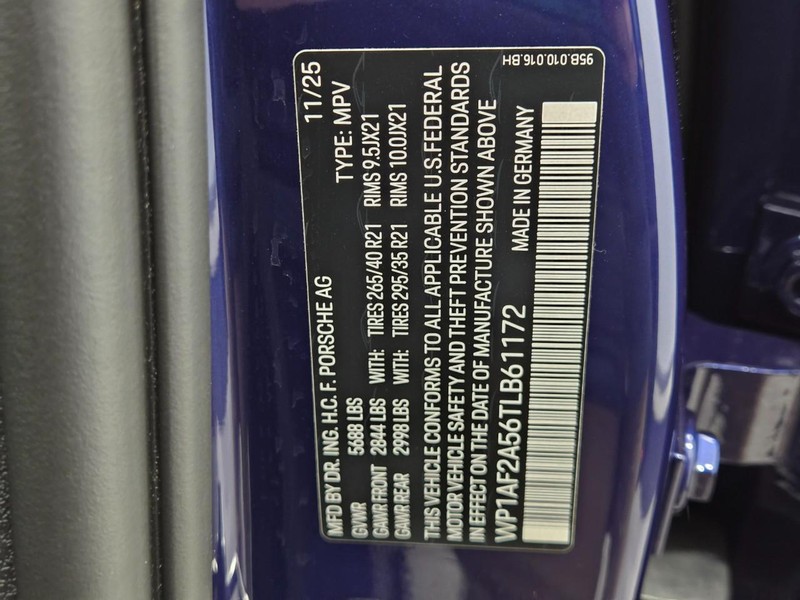 MFD BY DR. ING. H.C. F. PORSCHE AG 11/25
GVWR 5688 LBS TYPE: MPV
GAWR FRONT 2844 LBS WITH: TIRES 265/40 R21 RIMS 9.5JX21
GAWR REAR 2998 LBS WITH: TIRES 295/35 R21 RIMS 10.0JX21
THIS VEHICLE CONFORMS TO ALL APPLICABLE U.S.FEDERAL
MOTOR VEHICLE SAFETY AND THEFT PREVENTION STANDARDS
IN EFFECT ON THE DATE OF MANUFACTURE SHOWN ABOVE
WP1AF2A56TLB61172 MADE IN GERMANY
95B.010.016.BH